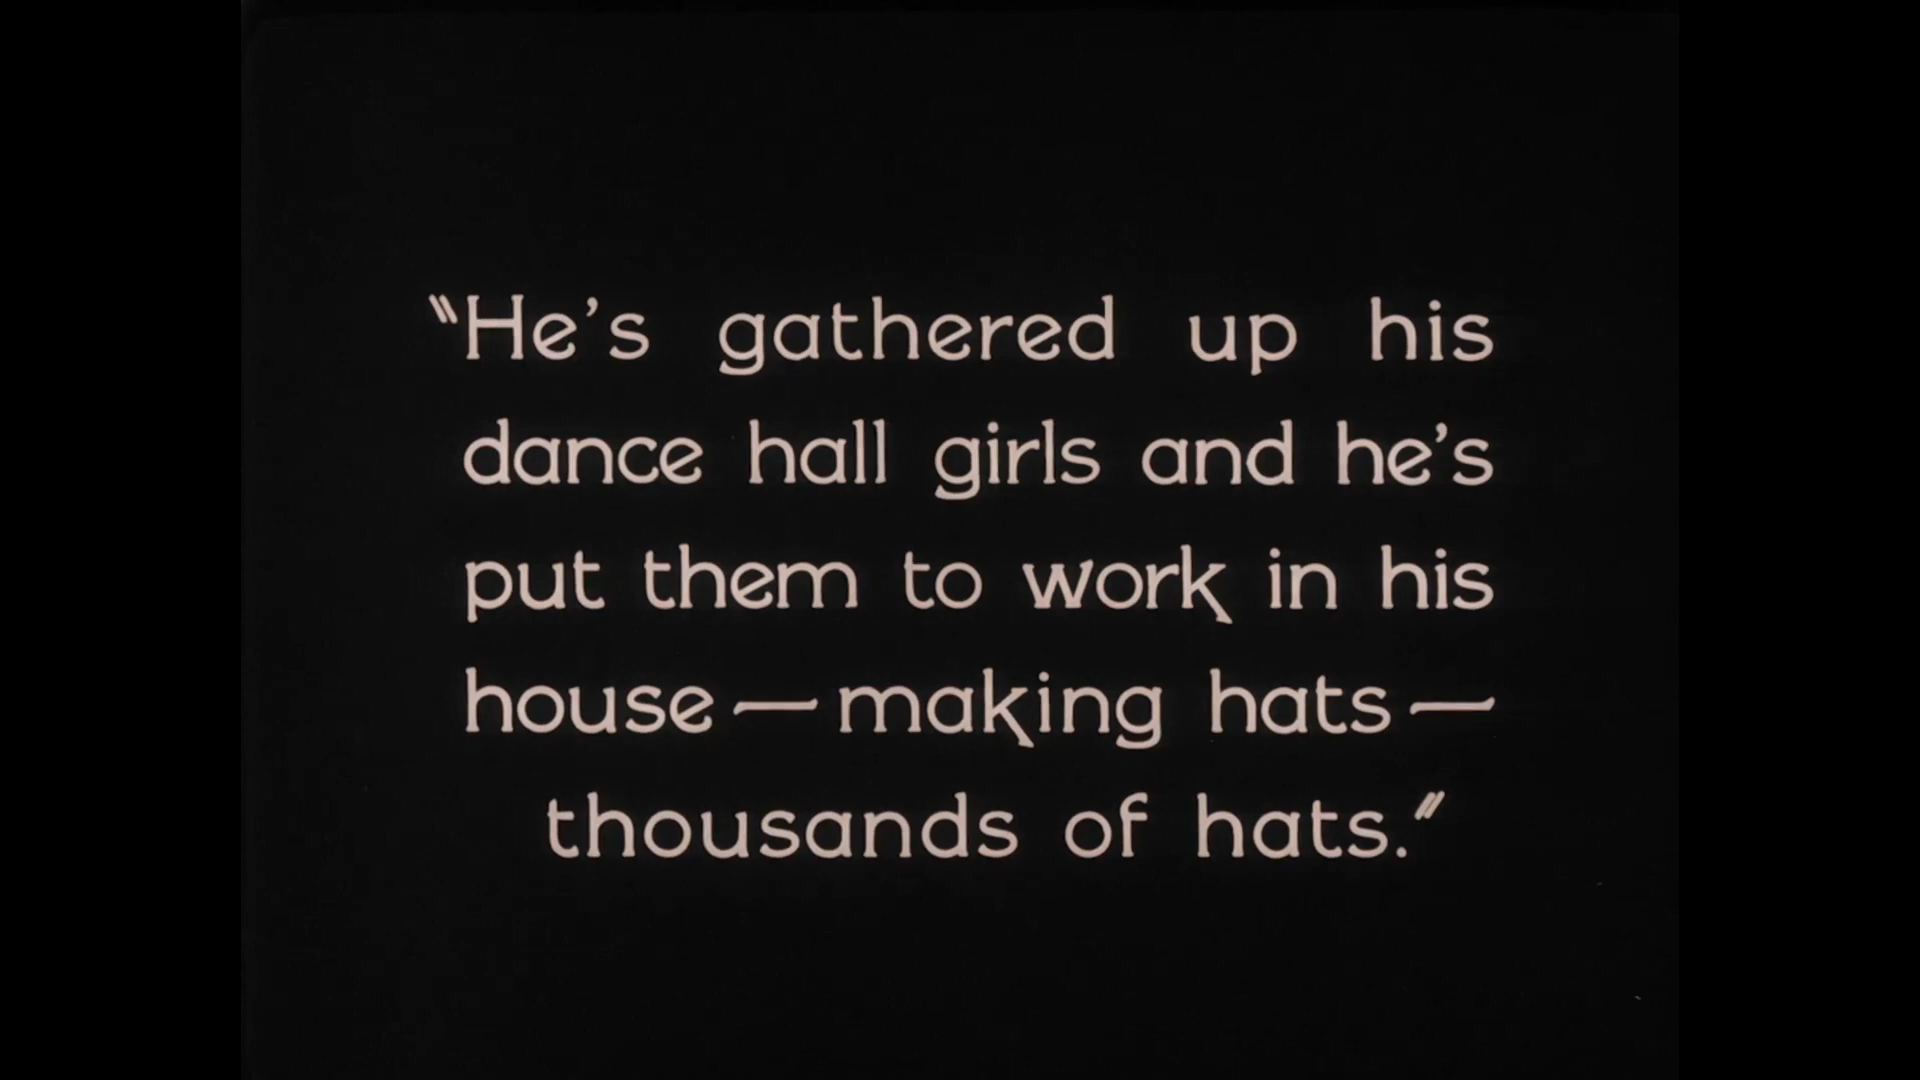 "He's gathered up his
dance hall girls and he's
put them to work in his
house — making hats —
thousands of hats."